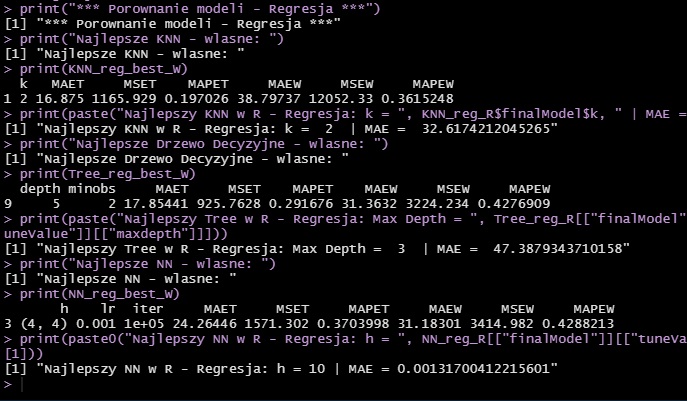 > print("*** Porownanie modeli - Regresja ***")
[1] "*** Porownanie modeli - Regresja ***"
> print("Najlepsze KNN - wlasne: ")
[1] "Najlepsze KNN - wlasne: "
> print(KNN_reg_best_W)
  k   MAET     MSET    MAPET     MAEW     MSEW     MAPEW
1 2 16.875 1165.929 0.197026 38.79737 12052.33 0.3615248
> print(paste("Najlepszy KNN w R - Regresja: k = ", KNN_reg_R$finalModel$k, " | MAE =
[1] "Najlepszy KNN w R - Regresja: k =  2  | MAE =  32.6174212045265"
> print("Najlepsze Drzewo Decyzyjne - wlasne: ")
[1] "Najlepsze Drzewo Decyzyjne - wlasne: "
> print(Tree_reg_best_W)
  depth minobs     MAET     MSET    MAPET    MAEW     MSEW     MAPEW
9     5      2 17.85441 925.7628 0.291676 31.3632 3224.234 0.4276909
> print(paste("Najlepszy Tree w R - Regresja: Max Depth = ", Tree_reg_R[["finalModel"
uneValue"]][["maxdepth"]]))
[1] "Najlepszy Tree w R - Regresja: Max Depth =  3  | MAE =  47.3879343710158"
> print("Najlepsze NN - wlasne: ")
[1] "Najlepsze NN - wlasne: "
> print(NN_reg_best_W)
       h    lr  iter     MAET     MSET     MAPET     MAEW     MSEW     MAPEW
3 (4, 4) 0.001 1e+05 24.26446 1571.302 0.3703998 31.18301 3414.982 0.4288213
> print(paste0("Najlepszy NN w R - Regresja: h = ", NN_reg_R[["finalModel"]][["tuneVa
[1]))
[1] "Najlepszy NN w R - Regresja: h = 10 | MAE = 0.00131700412215601"
>